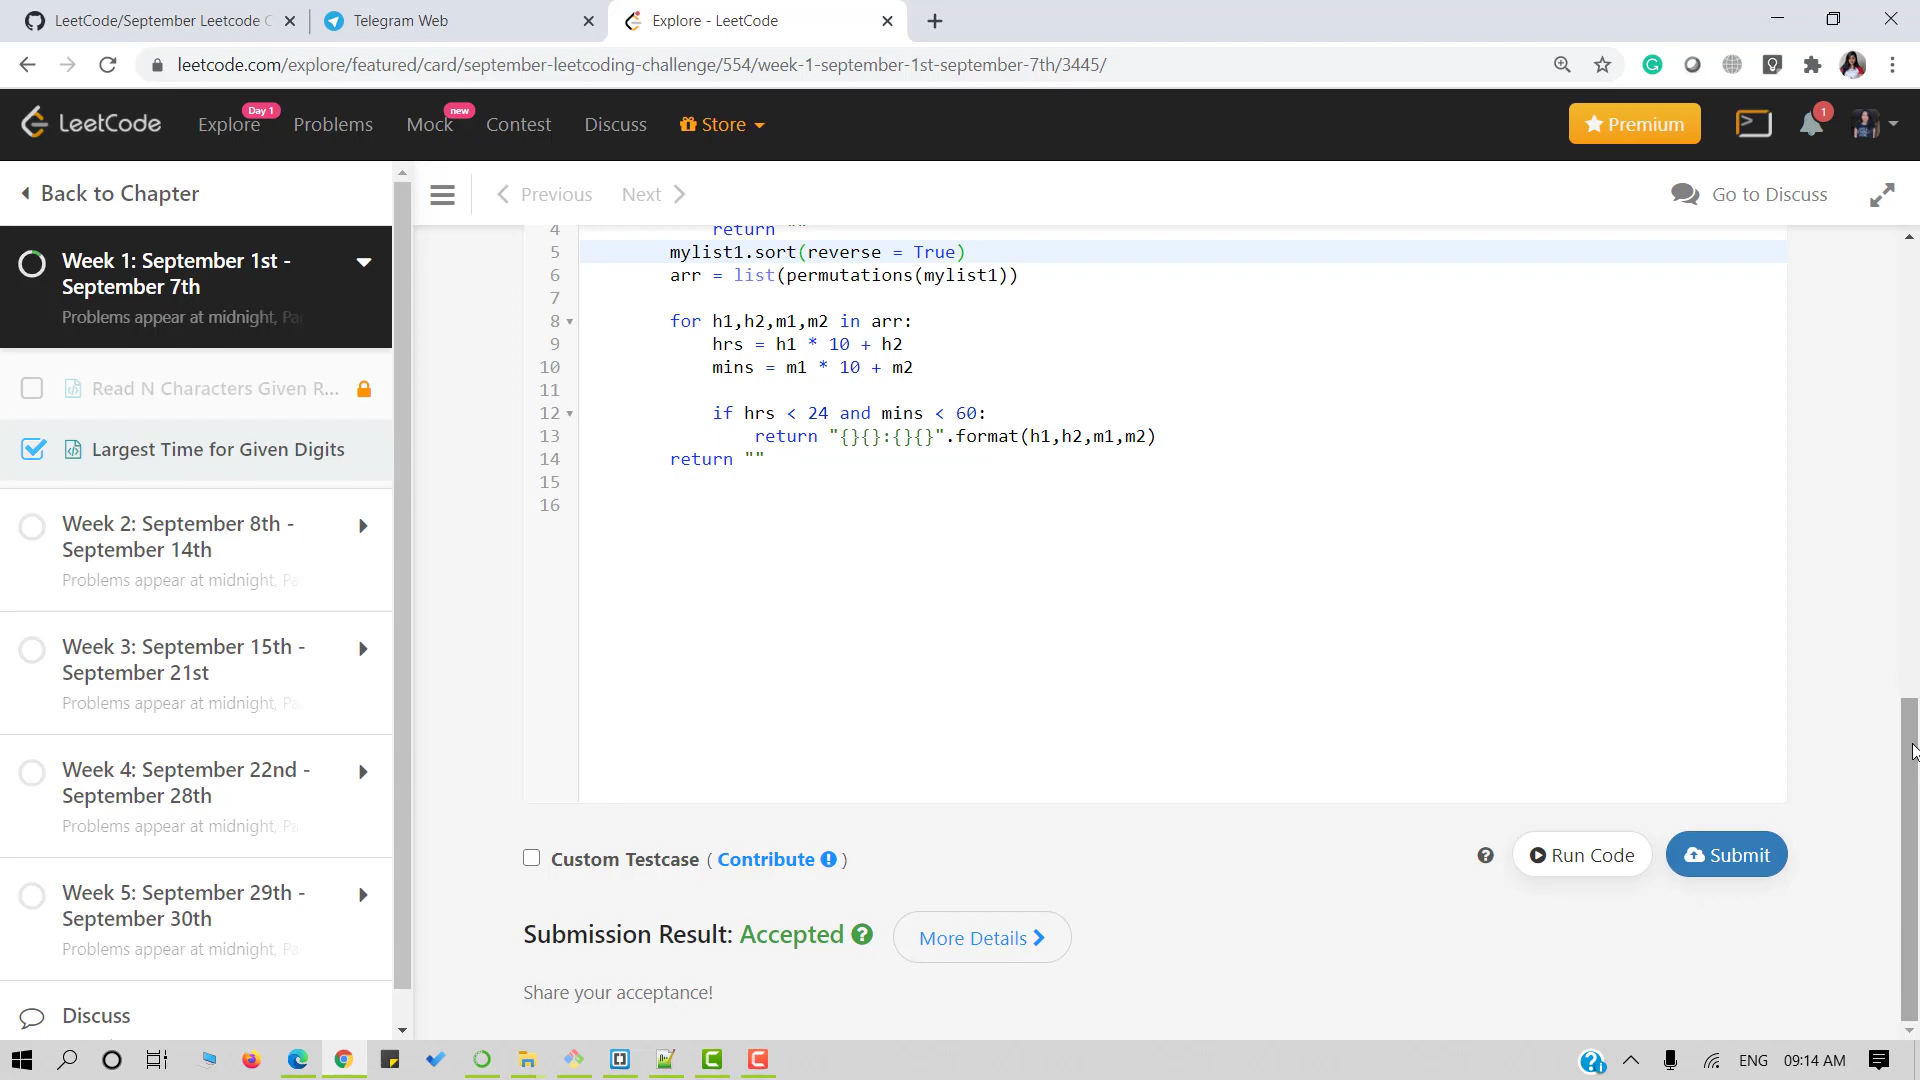 LeetCode/September Leetcode C
Telegram Web
Explore - LeetCode
leetcode.com/explore/featured/card/september-leetcoding-challenge/554/week-1-september-1st-september-7th/3445/
LeetCode
Explore
Day 1
Problems
Mock
new
Contest
Discuss
Store
Premium
1
Back to Chapter
Previous
Next
Go to Discuss
Week 1: September 1st -
September 7th
Problems appear at midnight, Pa
Read N Characters Given R...
Largest Time for Given Digits
Week 2: September 8th -
September 14th
Problems appear at midnight, Pa
Week 3: September 15th -
September 21st
Problems appear at midnight, Pa
Week 4: September 22nd -
September 28th
Problems appear at midnight, Pa
Week 5: September 29th -
September 30th
Problems appear at midnight, Pa
Discuss
4 return ""
5 mylist1.sort(reverse = True)
6 arr = list(permutations(mylist1))
7
8 for h1,h2,m1,m2 in arr:
9 hrs = h1 * 10 + h2
10 mins = m1 * 10 + m2
11
12 if hrs < 24 and mins < 60:
13 return "{}{}:{}{}".format(h1,h2,m1,m2)
14 return ""
15
16
Custom Testcase ( Contribute )
Run Code
Submit
Submission Result: Accepted
More Details
Share your acceptance!
ENG
09:14 AM